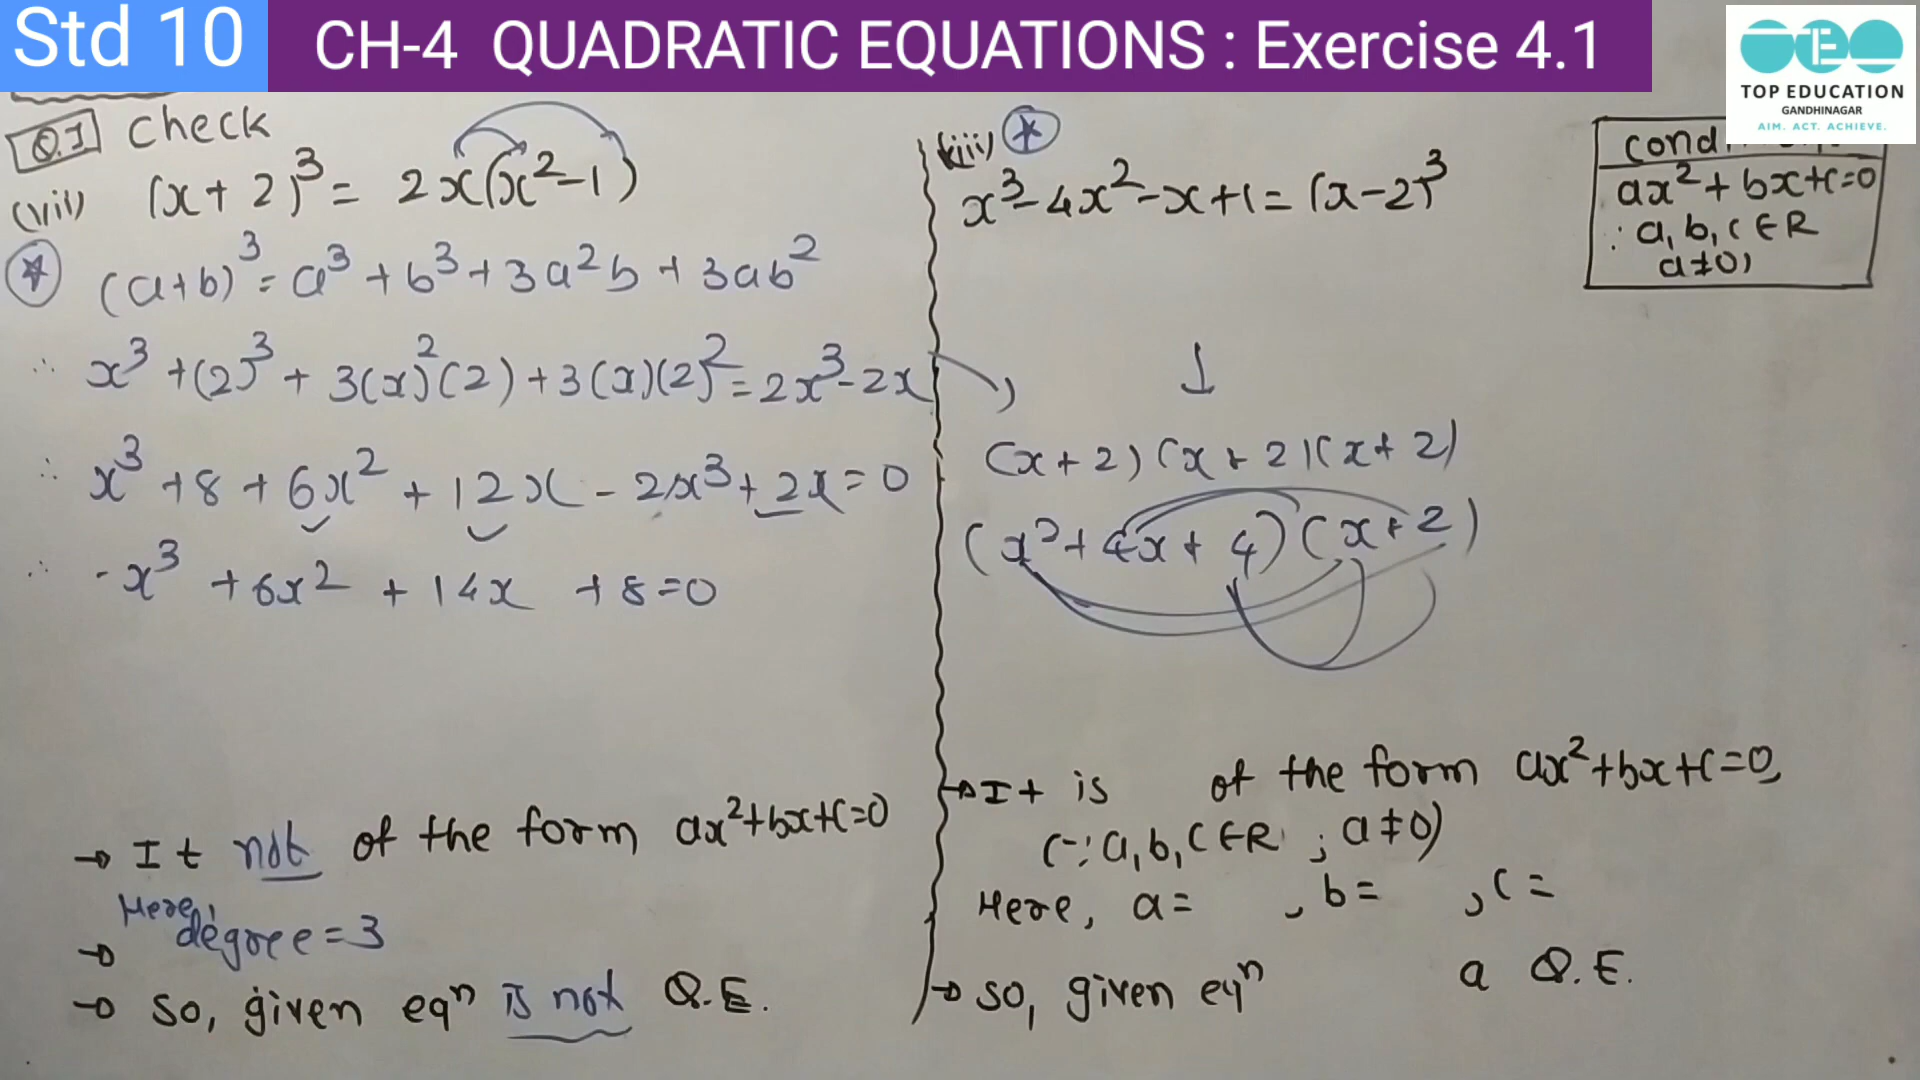 Std 10
CH-4 QUADRATIC EQUATIONS : Exercise 4.1
TOP EDUCATION
GANDHINAGAR
AIM. ACT. ACHIEVE.
Q.1 Check
(vii) (x+2)³ = 2x(x²-1)
(a+b)³ = a³ + b³ + 3a²b + 3ab²
∴ x³ + (2)³ + 3(x)²(2) + 3(x)(2)² = 2x³-2x
∴ x³ + 8 + 6x² + 12x - 2x³ + 2x = 0
∴ -x³ + 6x² + 14x + 8 = 0
→ It not of the form ax²+bx+c=0
Here,
→ degree = 3
→ so, given eqⁿ is not Q.E.
(viii)
x³-4x²-x+1 = (x-2)³
ax²+bx+c=0
∵ a, b, c ∈ R
a≠0,
(x+2)(x+2)(x+2)
(x²+4x+4)(x+2)
→ It is of the form ax²+bx+c=0,
(∵ a, b, c ∈ R ; a≠0)
Here, a= , b= , c=
→ so, given eqⁿ a Q.E.